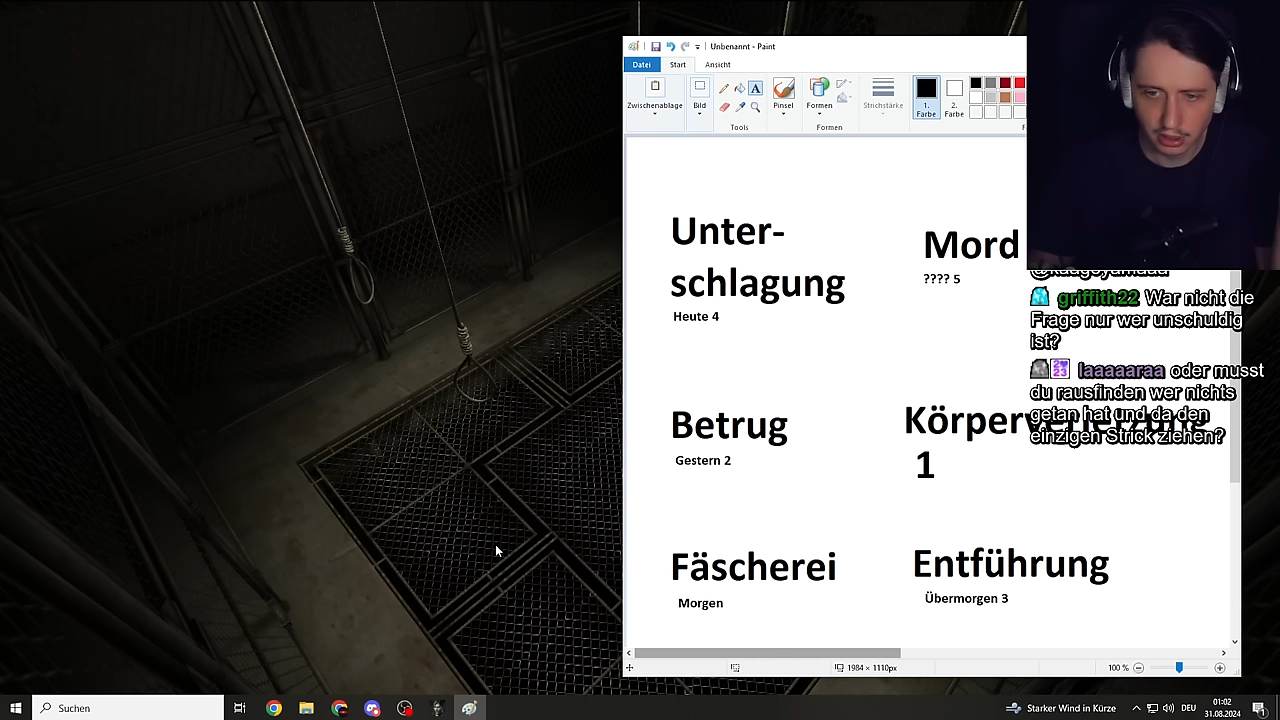 Unbenannt - Paint
Datei Start Ansicht
Zwischenablage
Bild
A
Tools
Pinsel
Formen
Formen
Strichstärke
1.
Farbe
2.
Farbe
Unter-
schlagung
Heute 4
Mord
???? 5
Betrug
Gestern 2
Körperverletzung
1
Fäscherei
Morgen
Entführung
Übermorgen 3
griffith22 War nicht die
Frage nur wer unschuldig
ist?
laaaaaraa oder musst
du rausfinden wer nichts
getan hat und da den
einzigen Strick ziehen?
1984 × 1110px
100 %
Suchen
Starker Wind in Kürze
DEU
01:02
31.08.2024